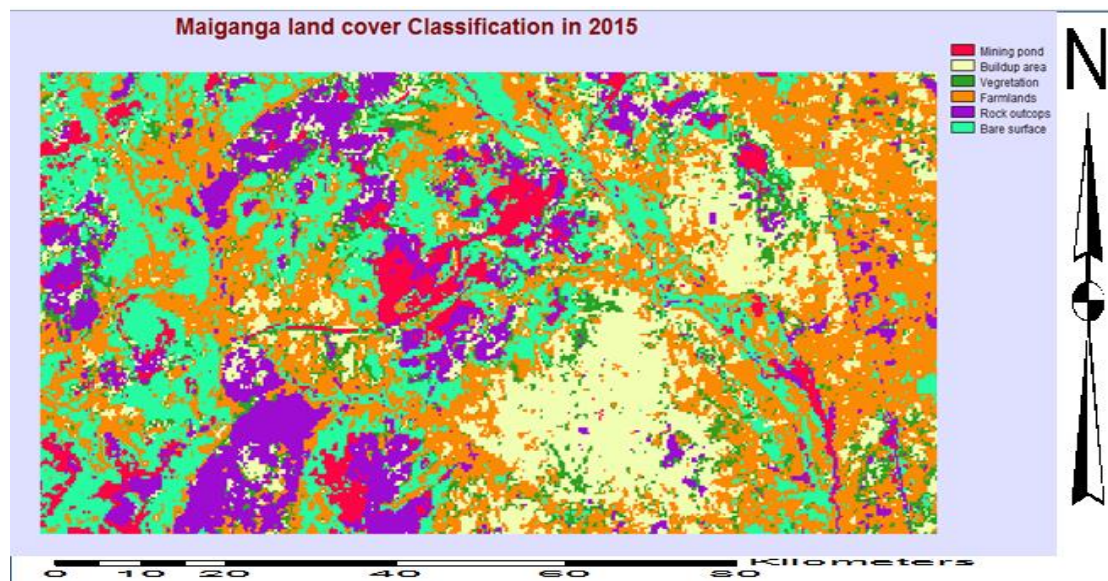 Maiganga land cover Classification in 2015
Mining pond
Buildup area
Vegretation
Farmlands
Rock outcops
Bare surface
N
Kilometers
0 10 20 40 60 80